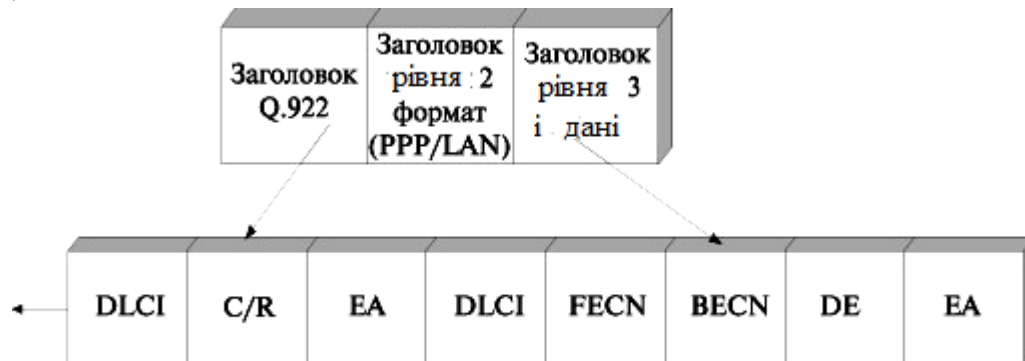 Заголовок
Q.922
Заголовок
рівня : 2
формат
(PPP/LAN)
Заголовок
рівня 3
і дані
DLCI
C/R
EA
DLCI
FECN
BECN
DE
EA